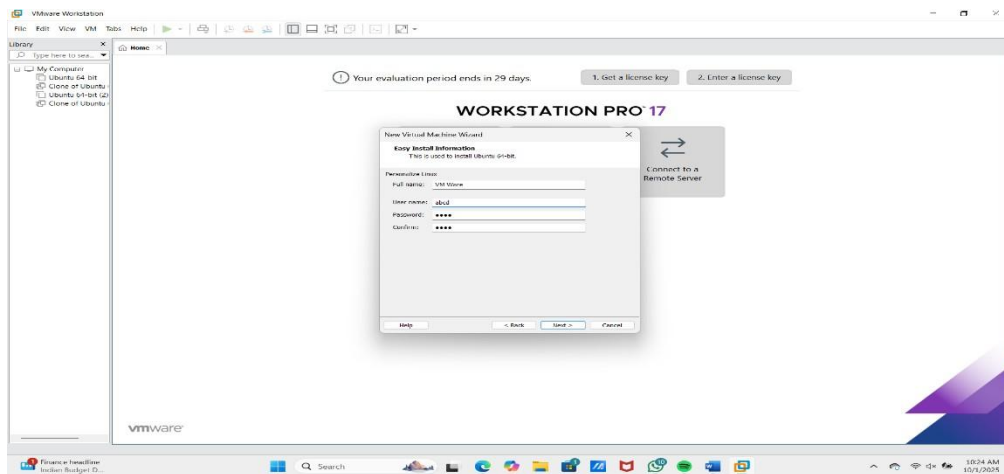 VMware Workstation
File Edit View VM Tabs Help
Library
Home
Type here to sea...
My Computer
Ubuntu 64-bit
Clone of Ubuntu
Ubuntu 64-bit (2)
Clone of Ubuntu
Your evaluation period ends in 29 days.
1. Get a license key
2. Enter a license key
WORKSTATION PRO 17
New Virtual Machine Wizard
Easy Install Information
This is used to install Ubuntu 64-bit.
Personalize Linux
Full name: VM Ware
User name: abcd
Password: ●●●●
Confirm: ●●●●
Help
< Back
Next >
Cancel
Connect to a
Remote Server
vmware
Finance headline
Indian Budget D...
Search
10:24 AM
10/1/2025